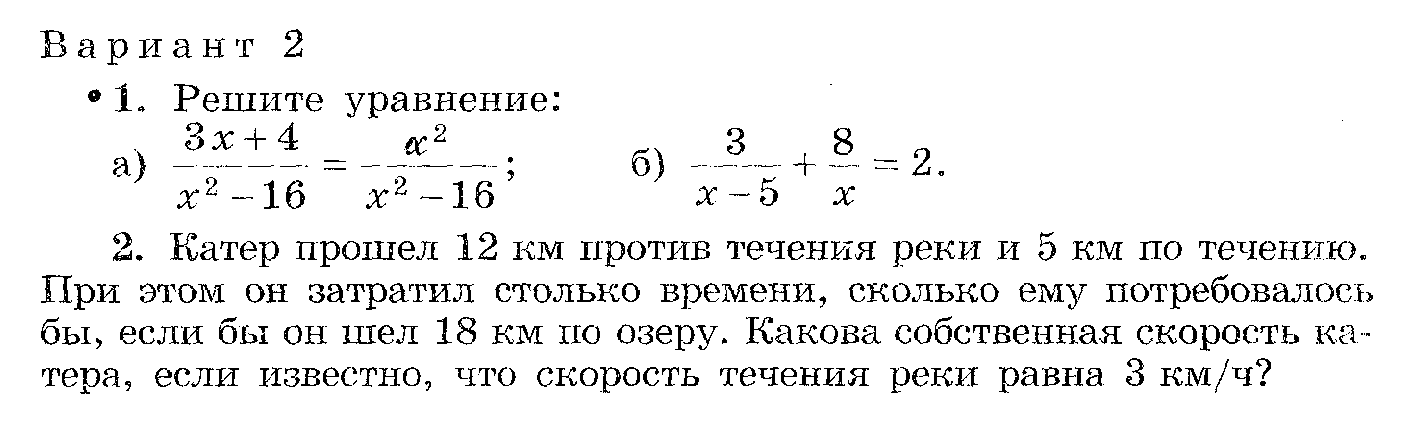 Вариант 2
• 1. Решите уравнение:
а) (3x + 4)/(x² − 16) = x²/(x² − 16); б) 3/(x − 5) + 8/x = 2.
2. Катер прошел 12 км против течения реки и 5 км по течению.
При этом он затратил столько времени, сколько ему потребовалось
бы, если бы он шел 18 км по озеру. Какова собственная скорость ка-
тера, если известно, что скорость течения реки равна 3 км/ч?